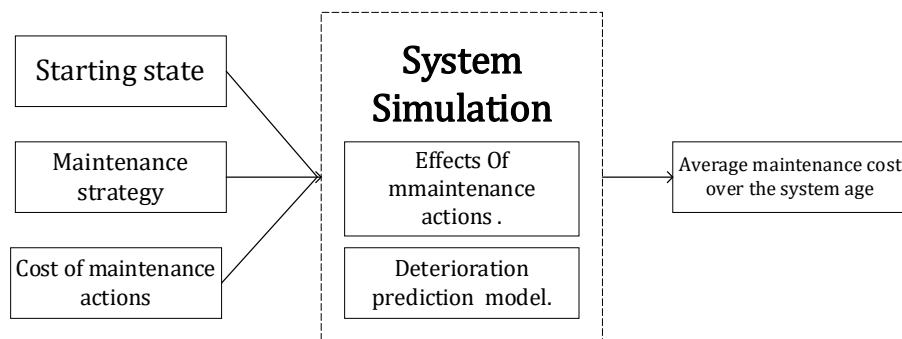 Starting state
Maintenance
strategy
Cost of maintenance
actions
System
Simulation
Effects Of
mmaintenance
actions .
Deterioration
prediction model.
Average maintenance cost
over the system age